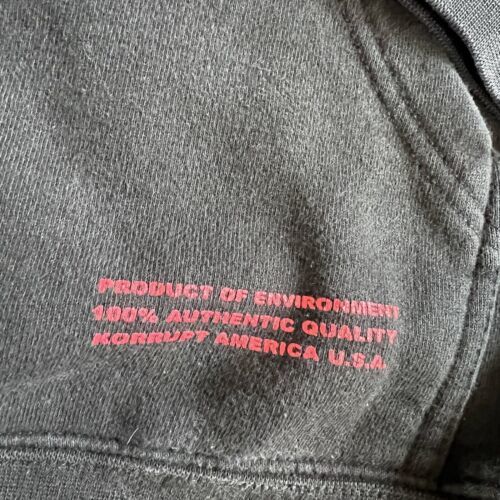 PRODUCT OF ENVIRONMENT
100% AUTHENTIC QUALITY
KORRUPT AMERICA U.S.A